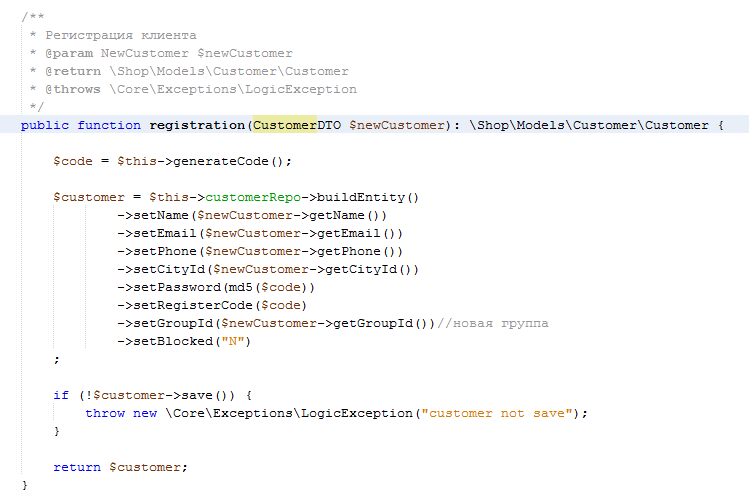 /**
 * Регистрация клиента
 * @param NewCustomer $newCustomer
 * @return \Shop\Models\Customer\Customer
 * @throws \Core\Exceptions\LogicException
 */
public function registration(CustomerDTO $newCustomer): \Shop\Models\Customer\Customer {
$code = $this->generateCode();
$customer = $this->customerRepo->buildEntity()
->setName($newCustomer->getName())
->setEmail($newCustomer->getEmail())
->setPhone($newCustomer->getPhone())
->setCityId($newCustomer->getCityId())
->setPassword(md5($code))
->setRegisterCode($code)
->setGroupId($newCustomer->getGroupId())//новая группа
->setBlocked("N")
;
if (!$customer->save()) {
throw new \Core\Exceptions\LogicException("customer not save");
}
return $customer;
}